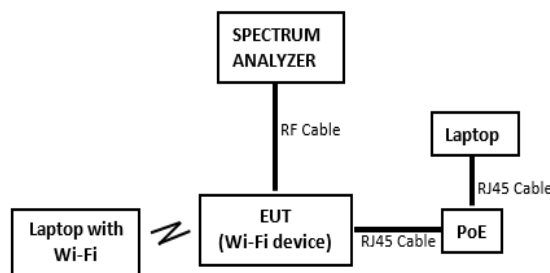 SPECTRUM
ANALYZER
RF Cable
Laptop
RJ45 Cable
Laptop with
Wi-Fi
EUT
(Wi-Fi device)
RJ45 Cable
PoE